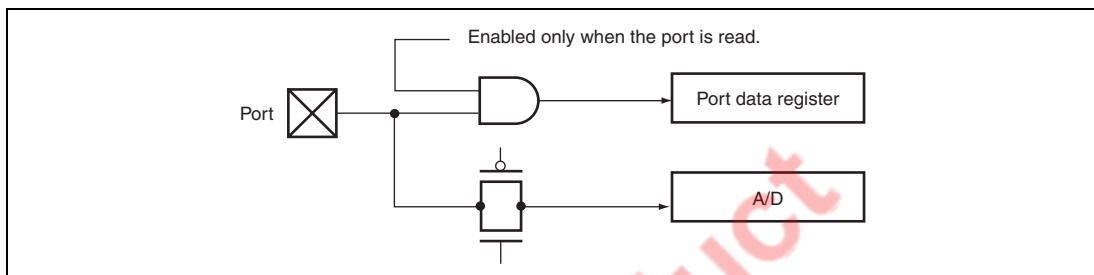 Enabled only when the port is read.
Port
Port data register
A/D